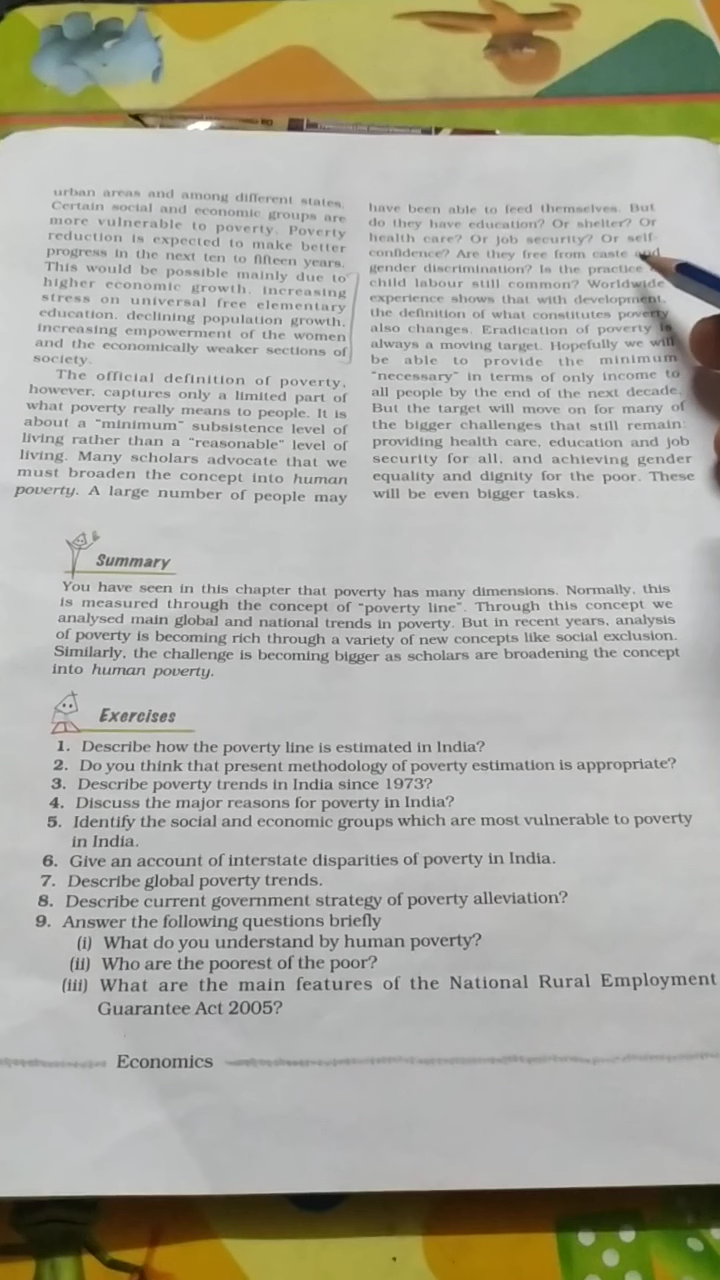 urban areas and among different states.
Certain social and economic groups are
more vulnerable to poverty. Poverty
reduction is expected to make better
progress in the next ten to fifteen years.
This would be possible mainly due to
higher economic growth, increasing
stress on universal free elementary
education, declining population growth,
increasing empowerment of the women
and the economically weaker sections of
society.
The official definition of poverty,
however, captures only a limited part of
what poverty really means to people. It is
about a "minimum" subsistence level of
living rather than a "reasonable" level of
living. Many scholars advocate that we
must broaden the concept into human
poverty. A large number of people may
have been able to feed themselves. But
do they have education? Or shelter? Or
health care? Or job security? Or self
confidence? Are they free from caste and
gender discrimination? Is the practice
child labour still common? Worldwide
experience shows that with development,
the definition of what constitutes poverty
also changes. Eradication of poverty is
always a moving target. Hopefully we will
be able to provide the minimum
"necessary" in terms of only income to
all people by the end of the next decade.
But the target will move on for many of
the bigger challenges that still remain:
providing health care, education and job
security for all, and achieving gender
equality and dignity for the poor. These
will be even bigger tasks.
Summary
You have seen in this chapter that poverty has many dimensions. Normally, this
is measured through the concept of "poverty line". Through this concept we
analysed main global and national trends in poverty. But in recent years, analysis
of poverty is becoming rich through a variety of new concepts like social exclusion.
Similarly, the challenge is becoming bigger as scholars are broadening the concept
into human poverty.
Exercises
1. Describe how the poverty line is estimated in India?
2. Do you think that present methodology of poverty estimation is appropriate?
3. Describe poverty trends in India since 1973?
4. Discuss the major reasons for poverty in India?
5. Identify the social and economic groups which are most vulnerable to poverty
in India.
6. Give an account of interstate disparities of poverty in India.
7. Describe global poverty trends.
8. Describe current government strategy of poverty alleviation?
9. Answer the following questions briefly
(i) What do you understand by human poverty?
(ii) Who are the poorest of the poor?
(iii) What are the main features of the National Rural Employment
Guarantee Act 2005?
Economics